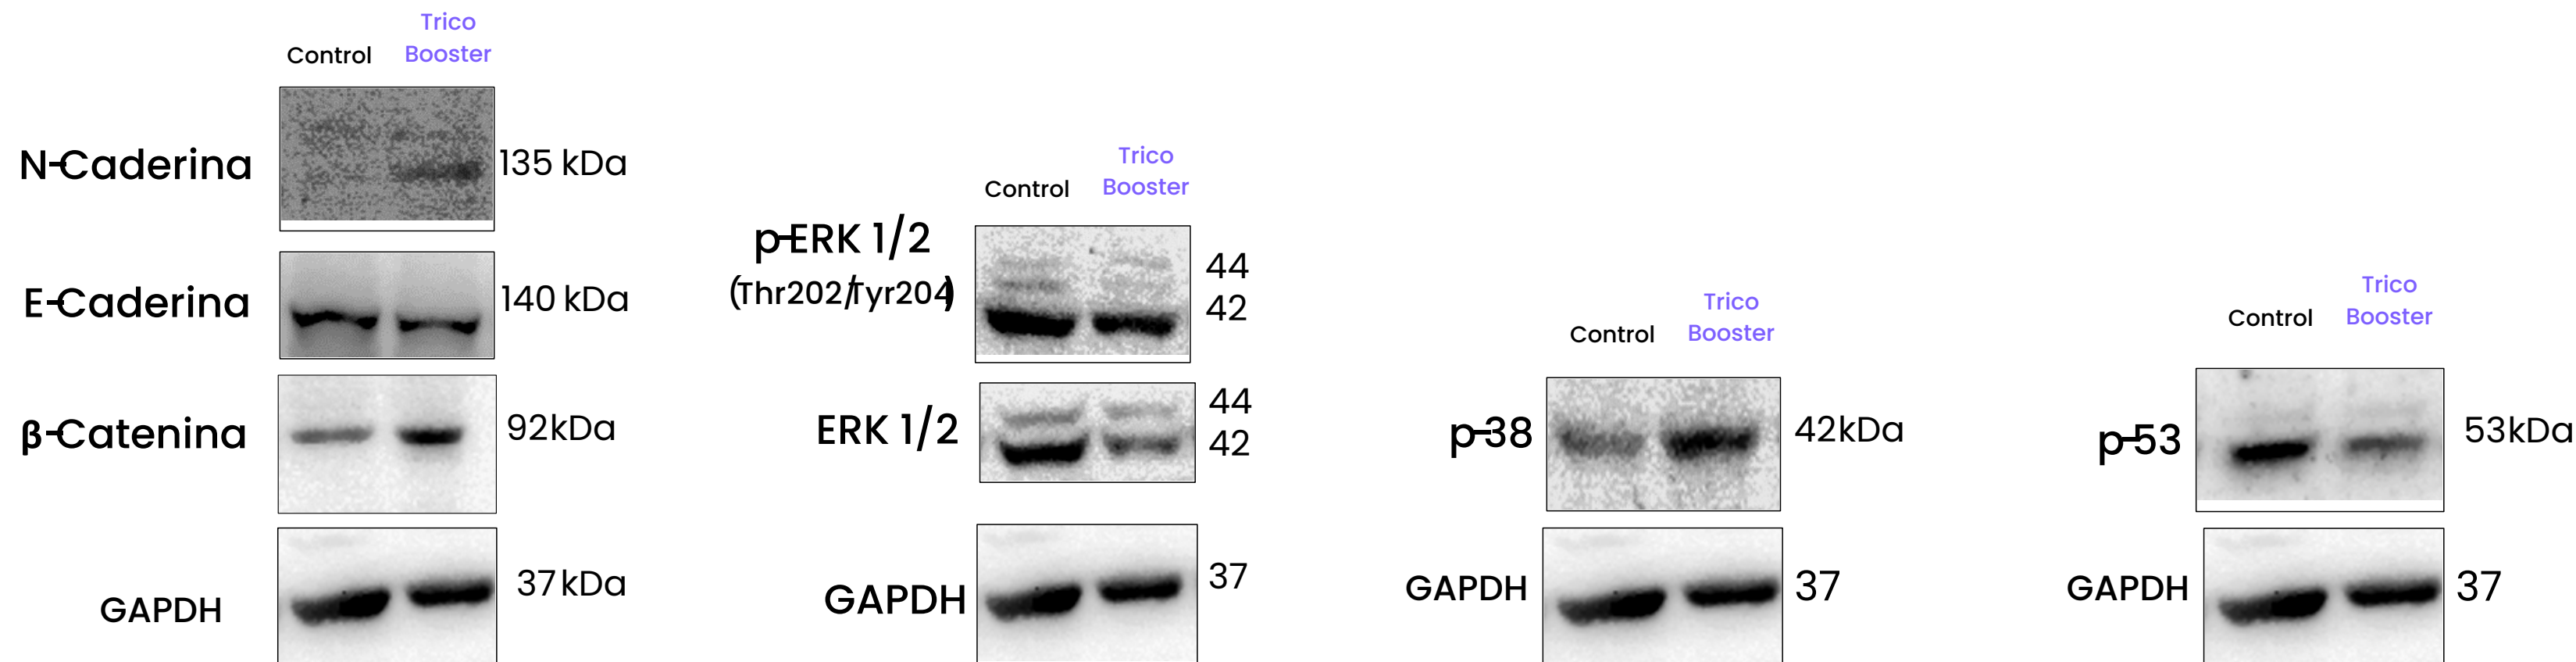 Control
Trico
Booster
N-Caderina
135 kDa
E-Caderina
140 kDa
β-Catenina
92kDa
GAPDH
37kDa
Control
Trico
Booster
p-ERK 1/2
(Thr202/Tyr204)
44
42
ERK 1/2
44
42
GAPDH
37
Control
Trico
Booster
p-38
42kDa
GAPDH
37
Control
Trico
Booster
p-53
53kDa
GAPDH
37